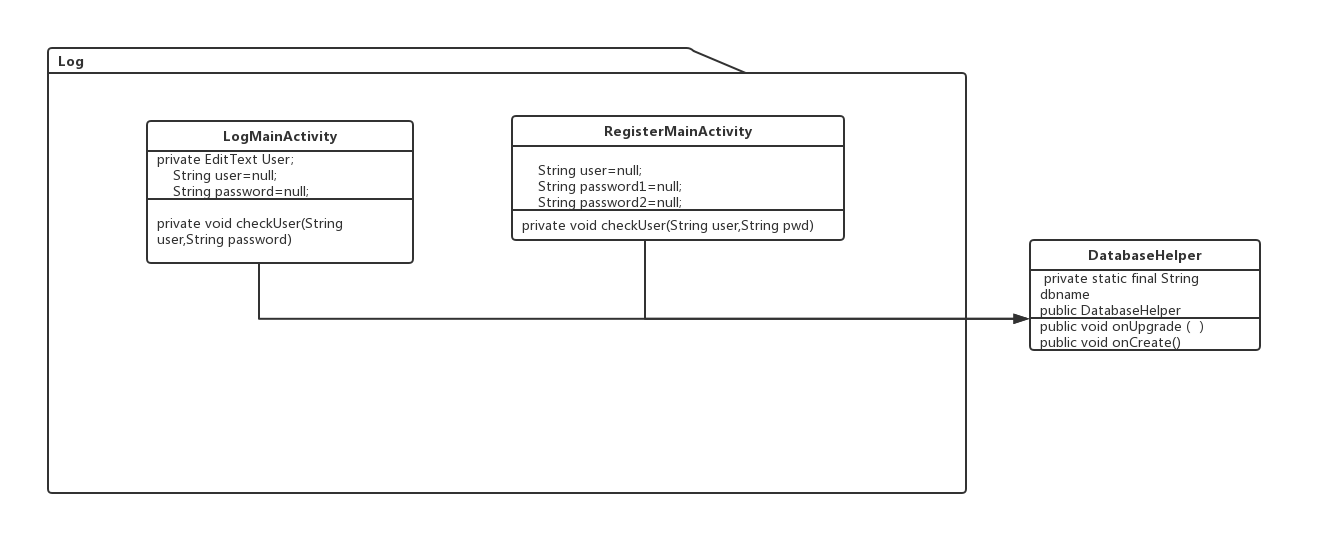 Log
LogMainActivity
private EditText User;
String user=null;
String password=null;
private void checkUser(String
user,String password)
RegisterMainActivity
String user=null;
String password1=null;
String password2=null;
private void checkUser(String user,String pwd)
DatabaseHelper
private static final String
dbname
public DatabaseHelper
public void onUpgrade (  )
public void onCreate()